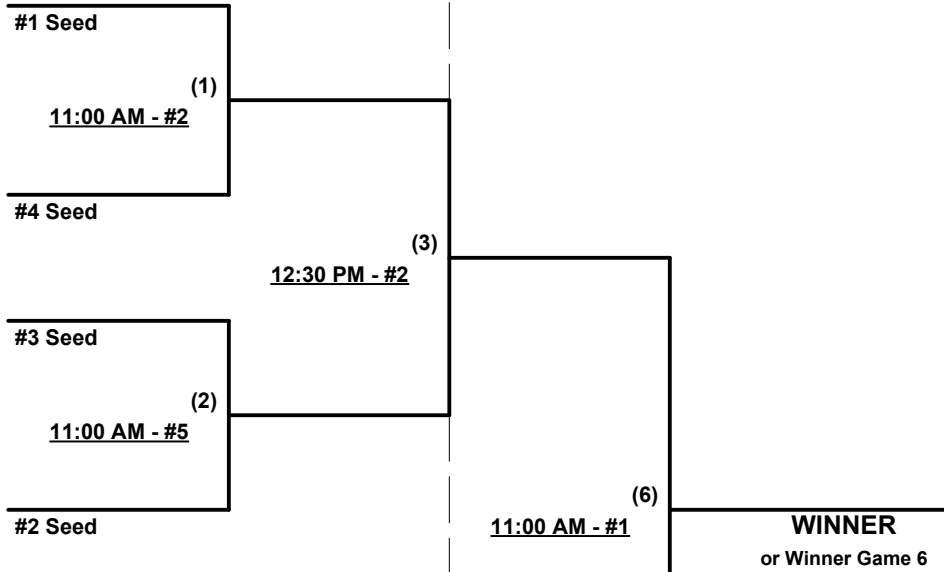 #1 Seed
(1)
11:00 AM - #2
#4 Seed
(3)
12:30 PM - #2
#3 Seed
(2)
11:00 AM - #5
(6)
#2 Seed
11:00 AM - #1
WINNER
or Winner Game 6